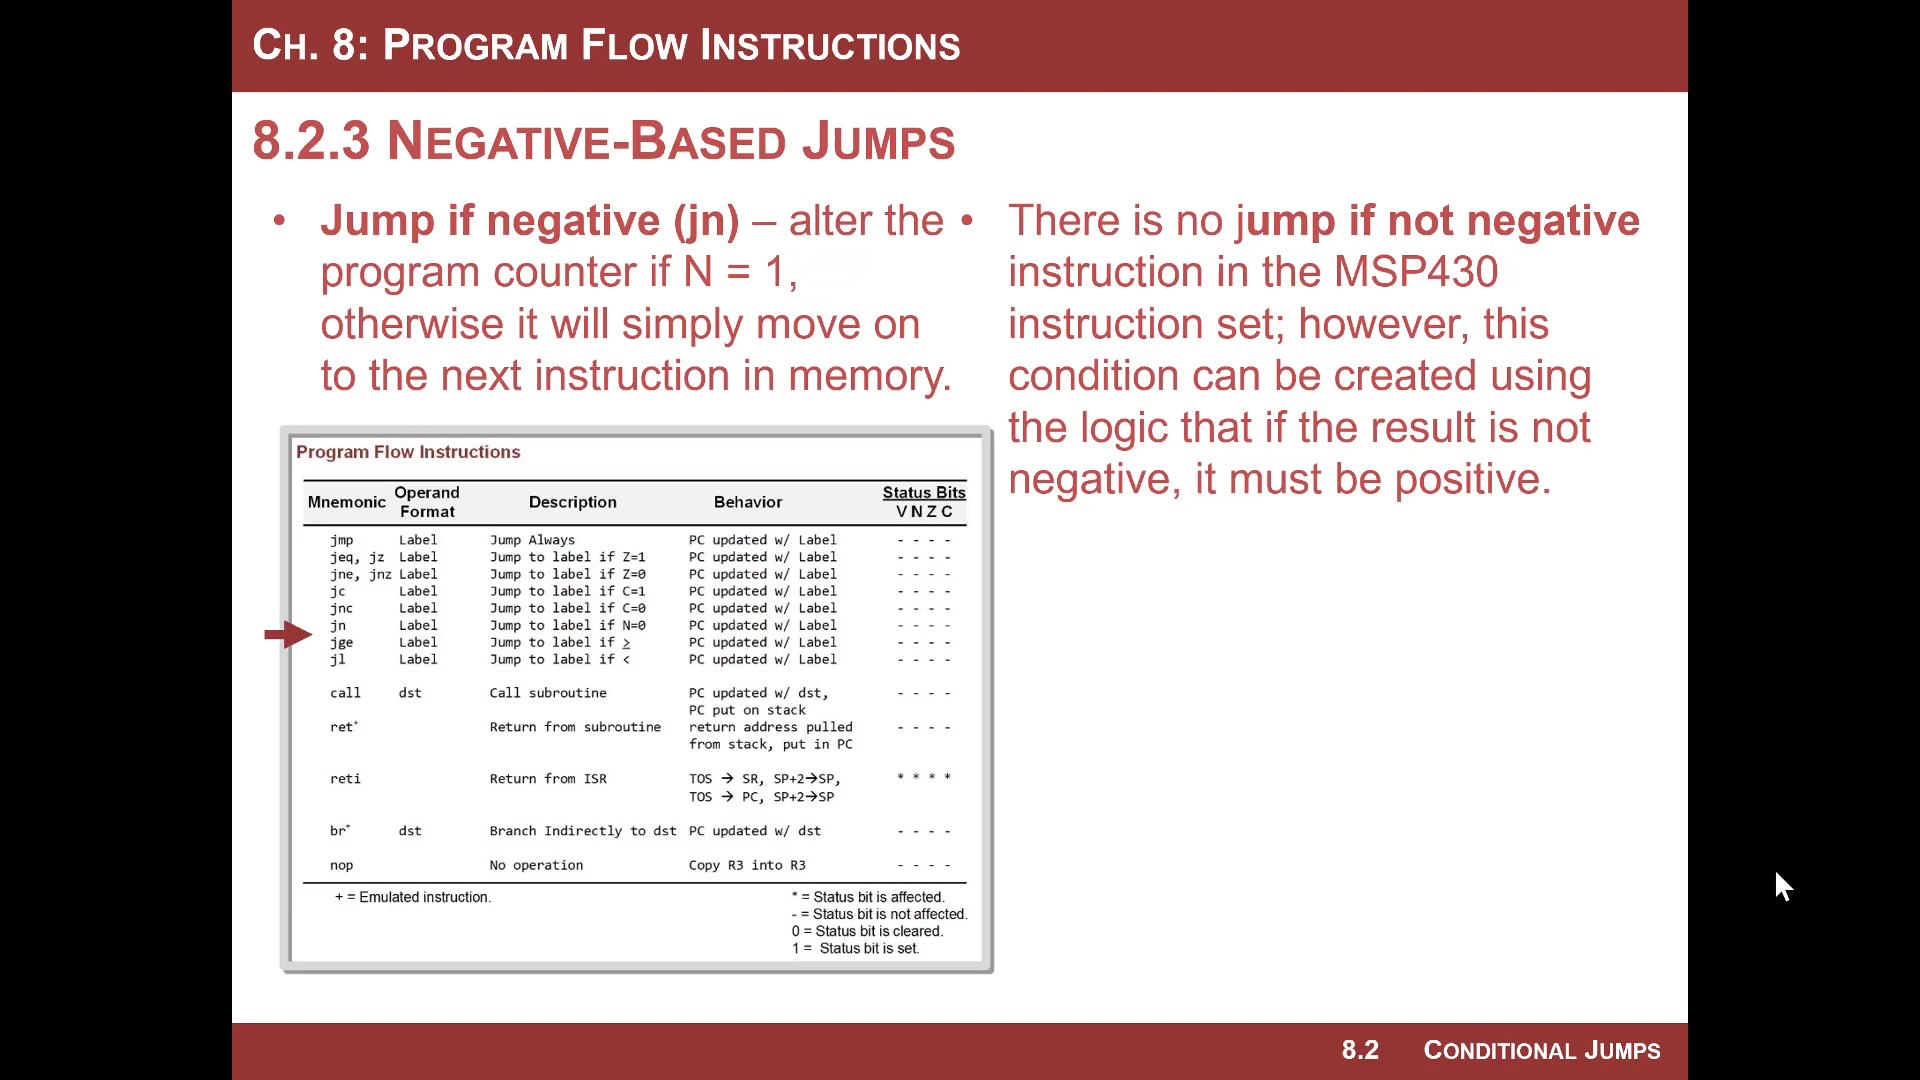 CH. 8: PROGRAM FLOW INSTRUCTIONS
8.2.3 NEGATIVE-BASED JUMPS
• Jump if negative (jn) – alter the
program counter if N = 1,
otherwise it will simply move on
to the next instruction in memory.
• There is no jump if not negative
instruction in the MSP430
instruction set; however, this
condition can be created using
the logic that if the result is not
negative, it must be positive.
Program Flow Instructions
Mnemonic Operand Format Description Behavior Status Bits V N Z C
jmp Label Jump Always PC updated w/ Label - - - -
jeq, jz Label Jump to label if Z=1 PC updated w/ Label - - - -
jne, jnz Label Jump to label if Z=0 PC updated w/ Label - - - -
jc Label Jump to label if C=1 PC updated w/ Label - - - -
jnc Label Jump to label if C=0 PC updated w/ Label - - - -
jn Label Jump to label if N=0 PC updated w/ Label - - - -
jge Label Jump to label if ≥ PC updated w/ Label - - - -
jl Label Jump to label if < PC updated w/ Label - - - -
call dst Call subroutine PC updated w/ dst, - - - -
PC put on stack
ret+ Return from subroutine return address pulled - - - -
from stack, put in PC
reti Return from ISR TOS → SR, SP+2→SP, * * * *
TOS → PC, SP+2→SP
br+ dst Branch Indirectly to dst PC updated w/ dst - - - -
nop No operation Copy R3 into R3 - - - -
+ = Emulated instruction.
* = Status bit is affected.
- = Status bit is not affected.
0 = Status bit is cleared.
1 = Status bit is set.
8.2 CONDITIONAL JUMPS